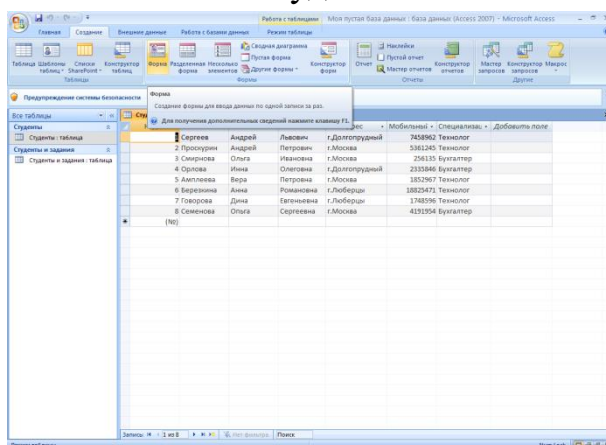 Работа с таблицами
Моя пустая база данных : база данных (Access 2007) - Microsoft Access
Главная
Создание
Внешние данные
Работа с базами данных
Режим таблицы
Таблица
Шаблоны таблиц
Списки SharePoint
Конструктор таблиц
Таблицы
Форма
Разделенная форма
Несколько элементов
Сводная диаграмма
Пустая форма
Другие формы
Конструктор форм
Формы
Отчет
Наклейки
Пустой отчет
Мастер отчетов
Конструктор отчетов
Отчеты
Мастер запросов
Конструктор запросов
Макрос
Другие
Предупреждение системы безопасности
Форма
Создание формы для ввода данных по одной записи за раз.
Для получения дополнительных сведений нажмите клавишу F1.
Все таблицы
Студенты
Студенты : таблица
Студенты и задания
Студенты и задания : таблица
Мобильный Специализац Добавить поле
1 Сергеев Андрей Львович г.Долгопрудный 7458962 Технолог
2 Проскурин Андрей Петрович г.Москва 5361245 Технолог
3 Смирнова Ольга Ивановна г.Москва 256135 Бухгалтер
4 Орлова Инна Олеговна г.Долгопрудный 2335846 Бухгалтер
5 Амплеева Вера Петровна г.Москва 1852967 Технолог
6 Березкина Анна Романовна г.Люберцы 18825471 Технолог
7 Говорова Дина Евгеньевна г.Люберцы 1748596 Технолог
8 Семенова Ольга Сергеевна г.Москва 4191954 Бухгалтер
(№)
Запись: 1 из 8 Нет фильтра Поиск
Режим таблицы
Num Lock